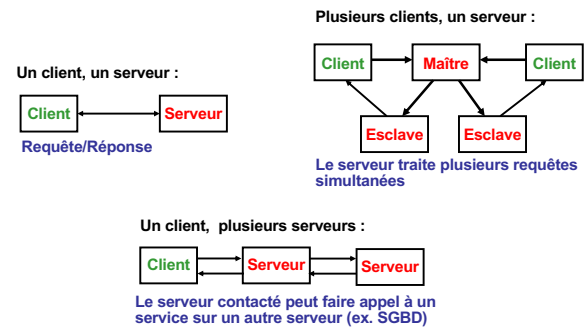 Un client, un serveur :
Client
Serveur
Requête/Réponse
Plusieurs clients, un serveur :
Client
Maître
Client
Esclave
Esclave
Le serveur traite plusieurs requêtes
simultanées
Un client, plusieurs serveurs :
Client
Serveur
Serveur
Le serveur contacté peut faire appel à un
service sur un autre serveur (ex. SGBD)